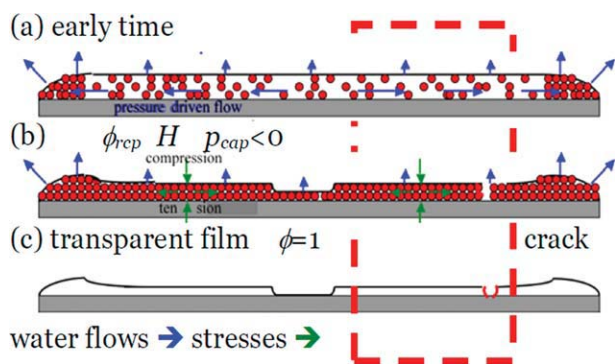 (a) early time
pressure driven flow
(b) ϕrcp H pcap<0
compression
ten sion
(c) transparent film ϕ=1 crack
water flows → stresses →